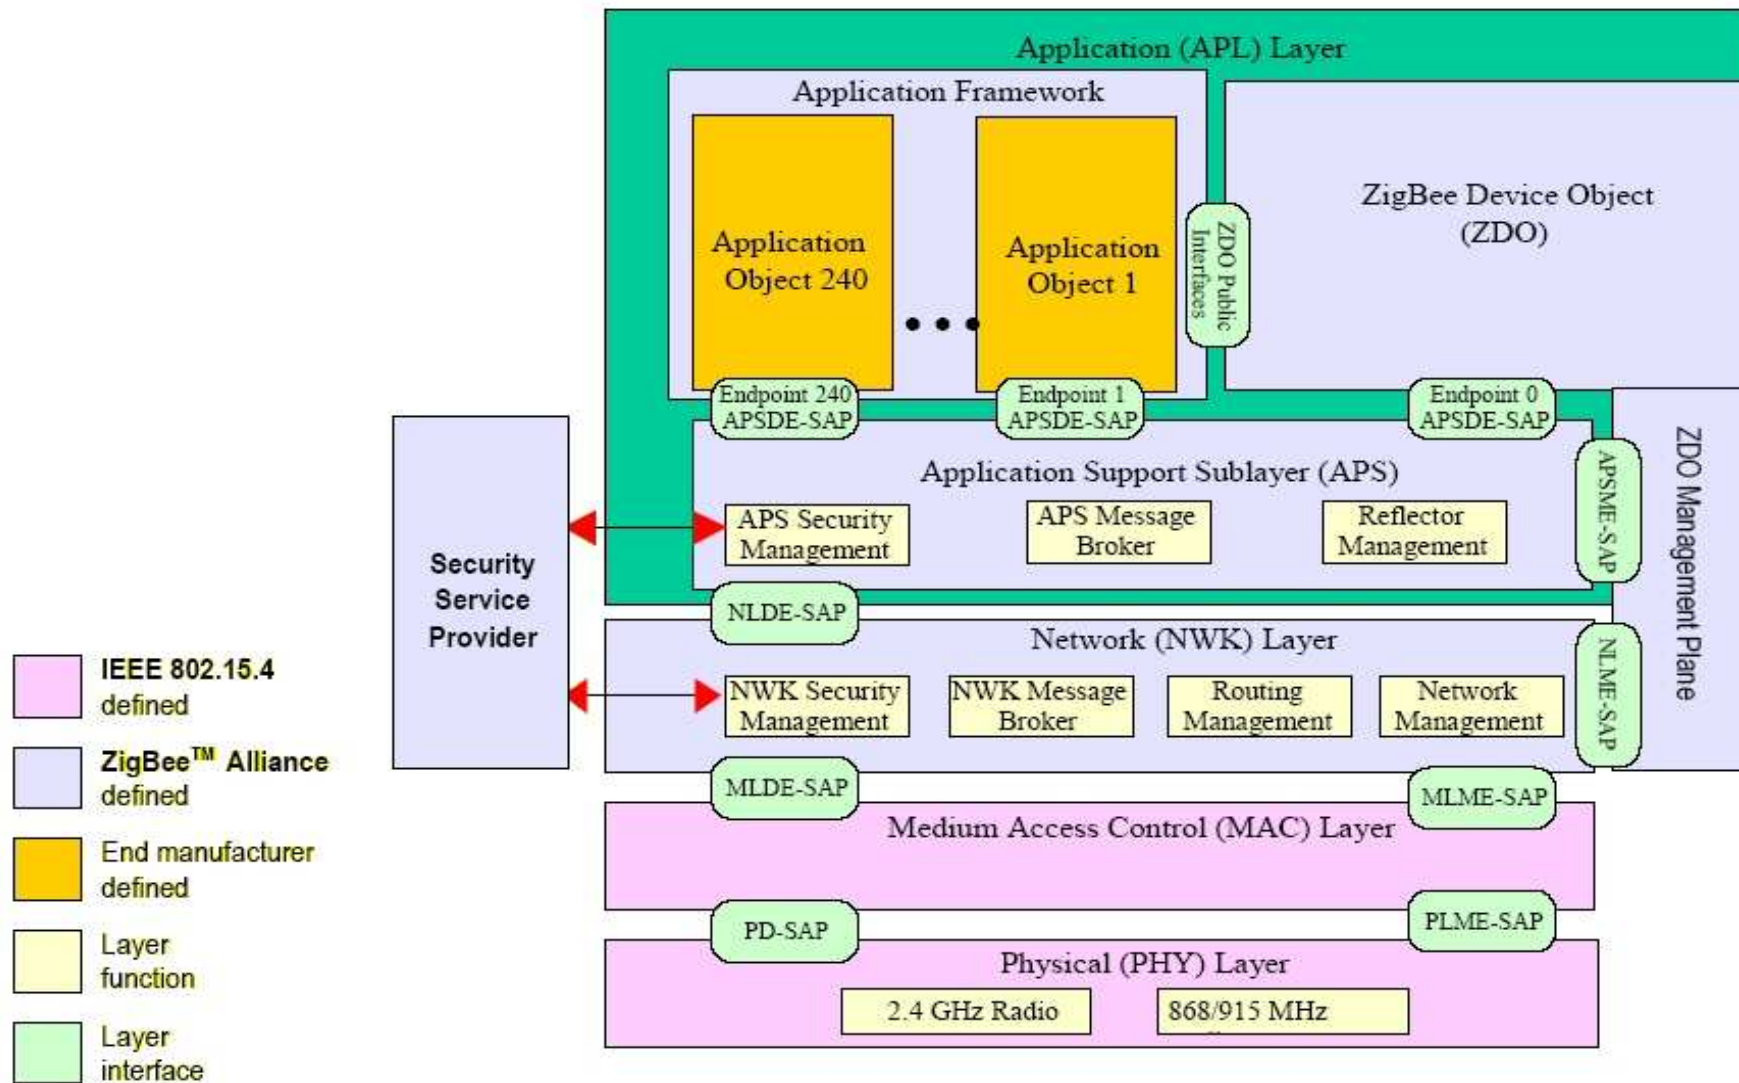 Application (APL) Layer
Application Framework
Application
Object 240
Application
Object 1
ZDO Public
Interfaces
ZigBee Device Object
(ZDO)
Endpoint 240
APSDE-SAP
Endpoint 1
APSDE-SAP
Endpoint 0
APSDE-SAP
Application Support Sublayer (APS)
APS Security
Management
APS Message
Broker
Reflector
Management
APSME-SAP
ZDO Management Plane
Security
Service
Provider
NLDE-SAP
Network (NWK) Layer
NWK Security
Management
NWK Message
Broker
Routing
Management
Network
Management
NLME-SAP
MLDE-SAP
MLME-SAP
Medium Access Control (MAC) Layer
PD-SAP
PLME-SAP
Physical (PHY) Layer
2.4 GHz Radio
868/915 MHz
IEEE 802.15.4
defined
ZigBee™ Alliance
defined
End manufacturer
defined
Layer
function
Layer
interface